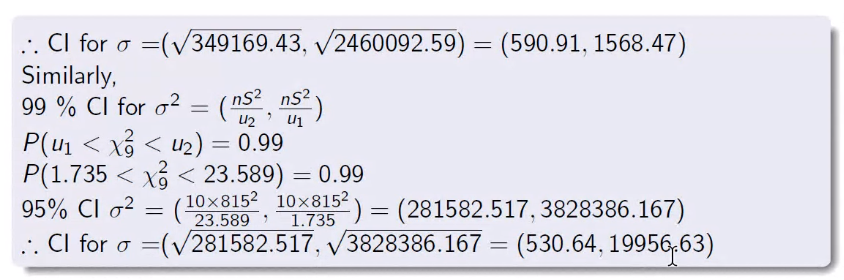 ∴ CI for σ =(√349169.43, √2460092.59) = (590.91, 1568.47)
Similarly,
99 % CI for σ² = (nS²/u₂, nS²/u₁)
P(u₁ < χ²₉ < u₂) = 0.99
P(1.735 < χ²₉ < 23.589) = 0.99
95% CI σ² = (10×815²/23.589, 10×815²/1.735) = (281582.517, 3828386.167)
∴ CI for σ =(√281582.517, √3828386.167 = (530.64, 19956.63)